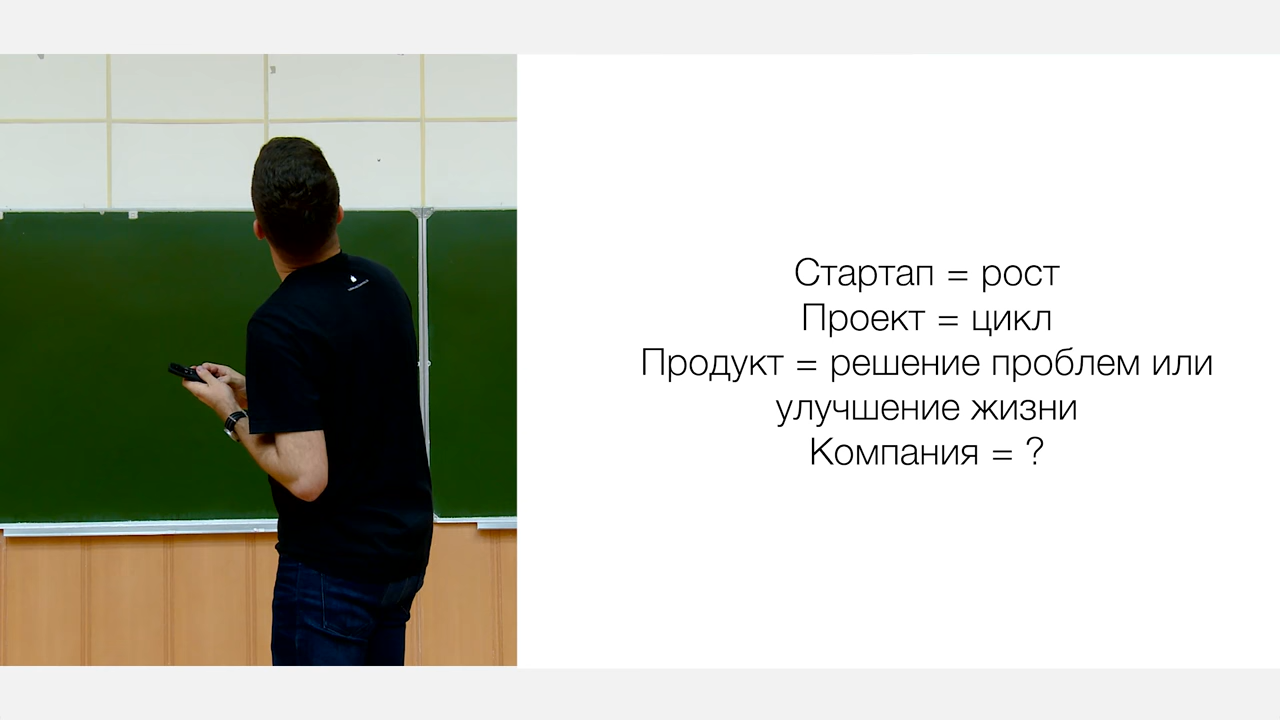 Стартап = рост
Проект = цикл
Продукт = решение проблем или
улучшение жизни
Компания = ?